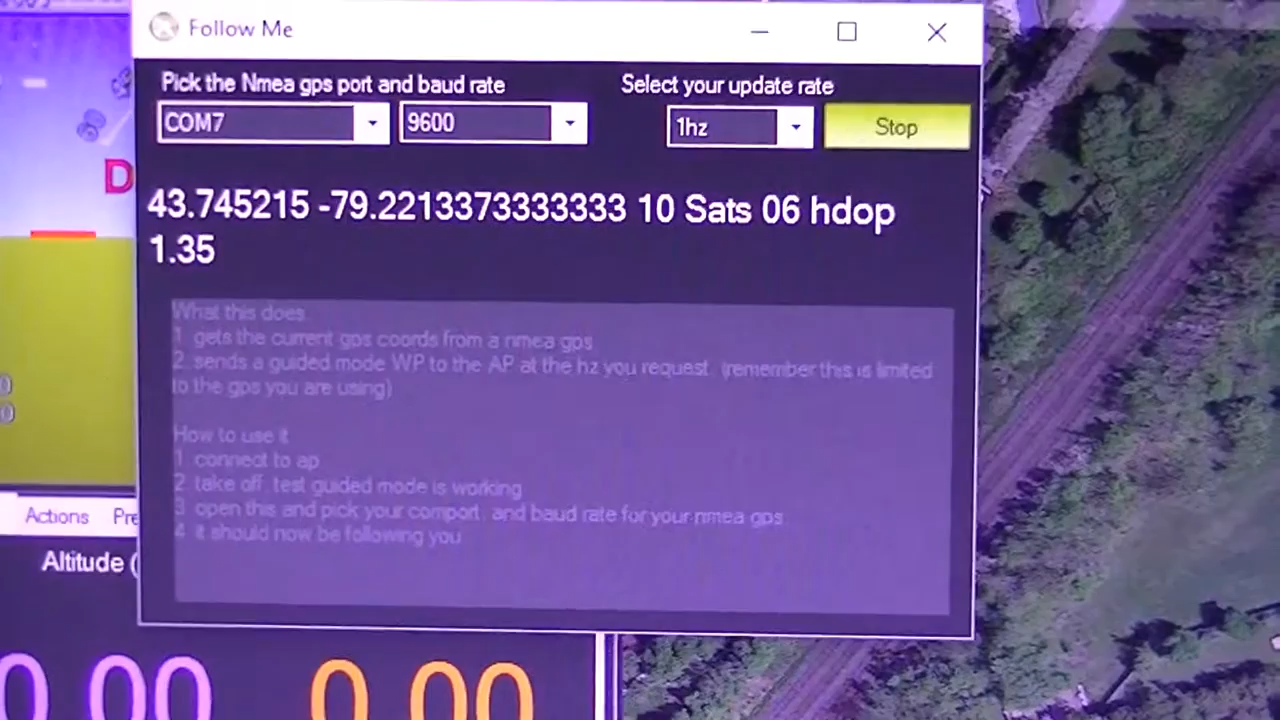 Follow Me
Pick the Nmea gps port and baud rate
Select your update rate
COM7
9600
1hz
Stop
43.745215 -79.2213373333333 10 Sats 06 hdop
1.35
What this does
1 gets the current gps coords from a nmea gps
2. sends a guided mode WP to the AP at the hz you request. (remember this is limited
to the gps you are using)
How to use it
1 connect to ap
2. take off, test guided mode is working
3 open this and pick your comport, and baud rate for your nmea gps
4 it should now be following you
D
Actions
Pre
Altitude (
0.00
0.00